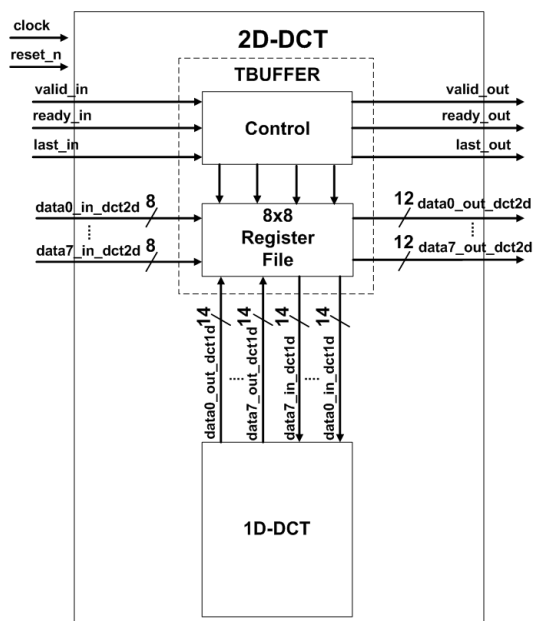 clock
reset_n
2D-DCT
TBUFFER
valid_in
valid_out
ready_in
Control
ready_out
last_in
last_out
data0_in_dct2d
8
8x8
Register
File
12
data0_out_dct2d
data7_in_dct2d
8
12
data7_out_dct2d
14
14
14
14
data0_out_dct1d
data7_out_dct1d
data7_in_dct1d
data0_in_dct1d
1D-DCT